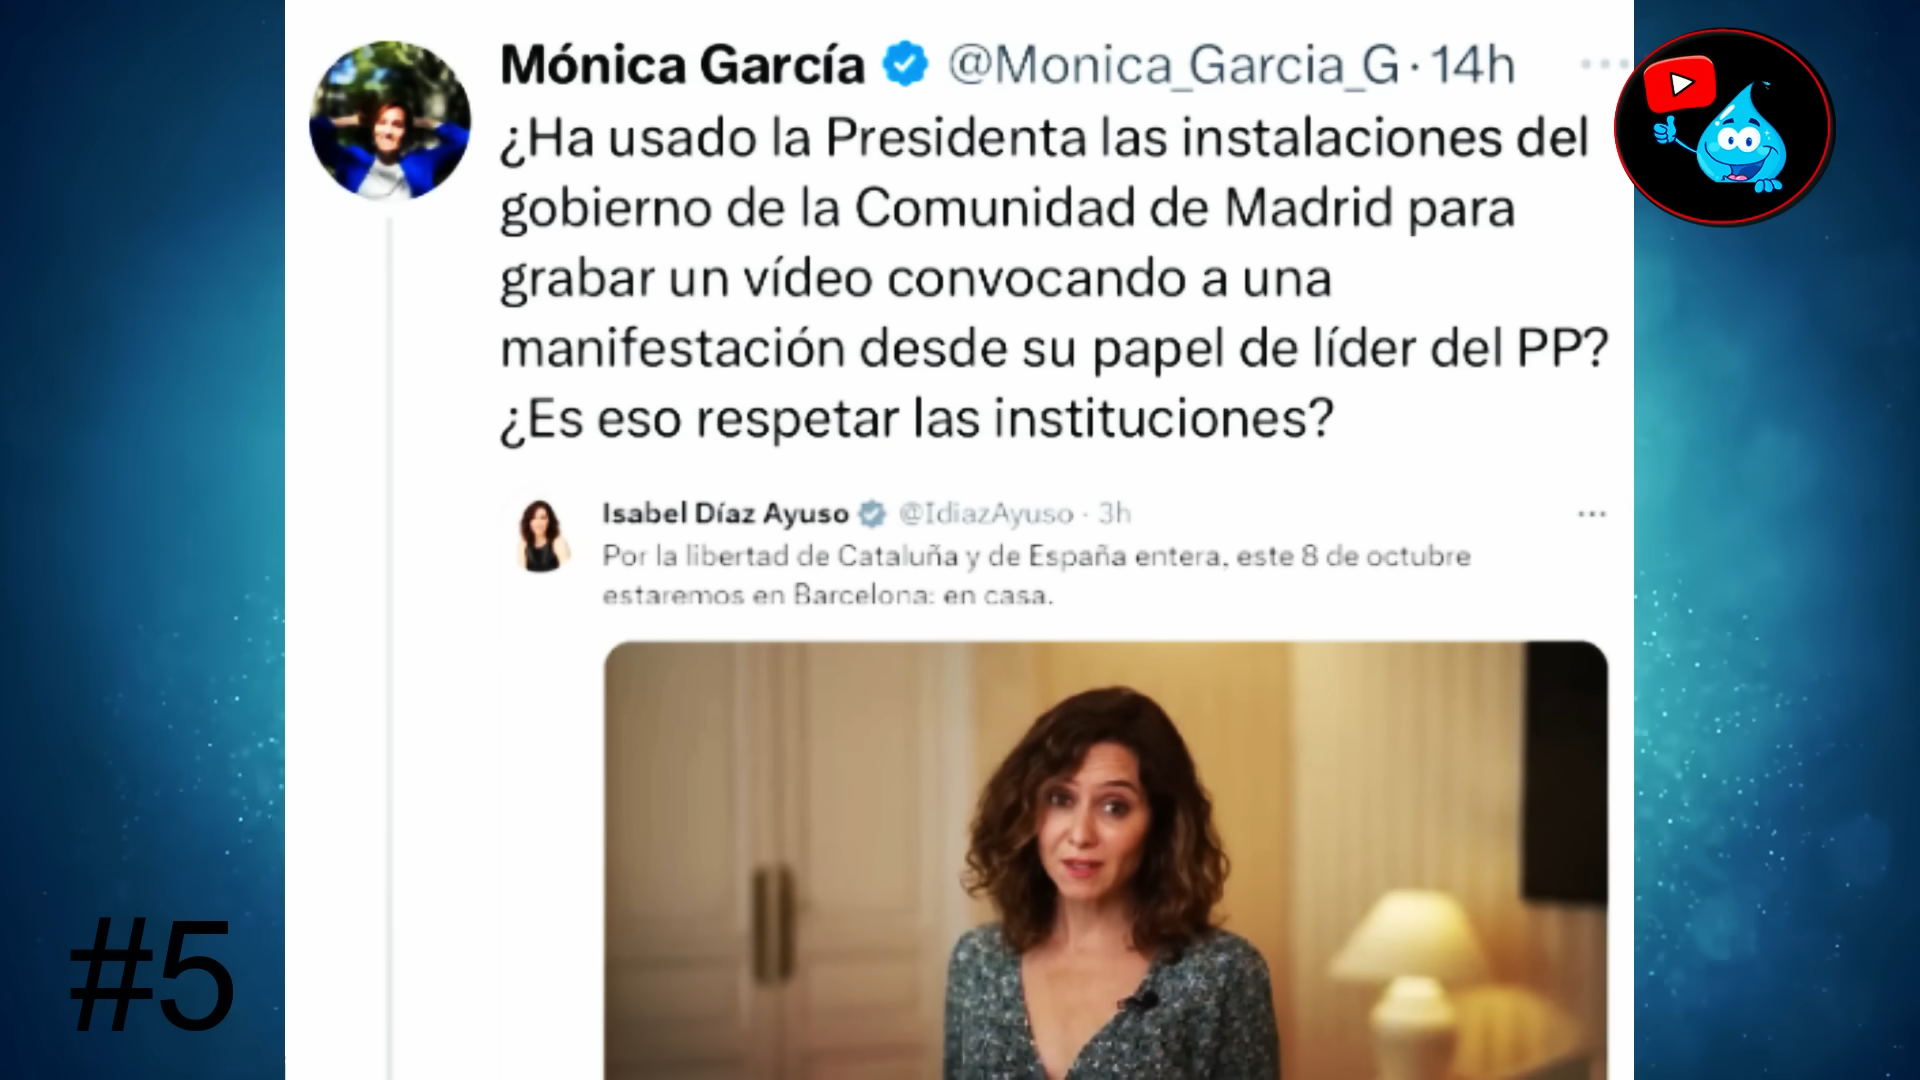 Mónica García @Monica_Garcia_G · 14h
¿Ha usado la Presidenta las instalaciones del
gobierno de la Comunidad de Madrid para
grabar un vídeo convocando a una
manifestación desde su papel de líder del PP?
¿Es eso respetar las instituciones?
Isabel Díaz Ayuso @IdiazAyuso · 3h
Por la libertad de Cataluña y de España entera, este 8 de octubre
estaremos en Barcelona: en casa.
#5